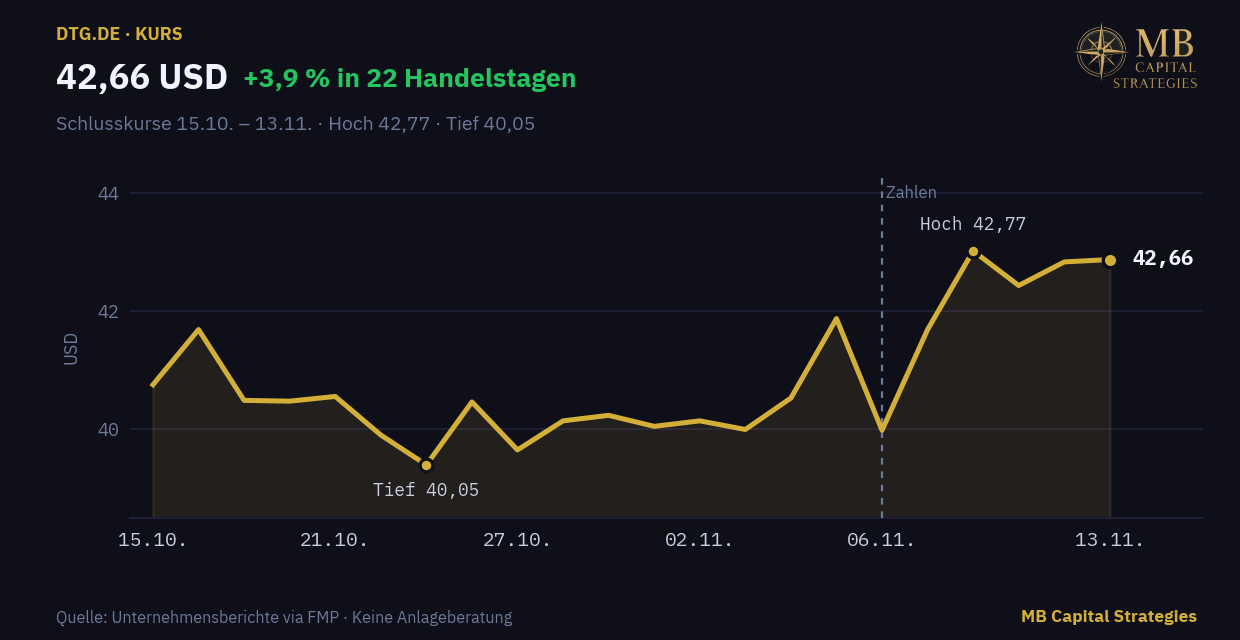 DTG.DE · KURS
42,66 USD +3,9 % in 22 Handelstagen
Schlusskurse 15.10. – 13.11. · Hoch 42,77 · Tief 40,05
MB
CAPITAL
STRATEGIES
44
Zahlen
Hoch 42,77
42,66
42
USD
40
Tief 40,05
15.10. 21.10. 27.10. 02.11. 06.11. 13.11.
Quelle: Unternehmensberichte via FMP · Keine Anlageberatung
MB Capital Strategies